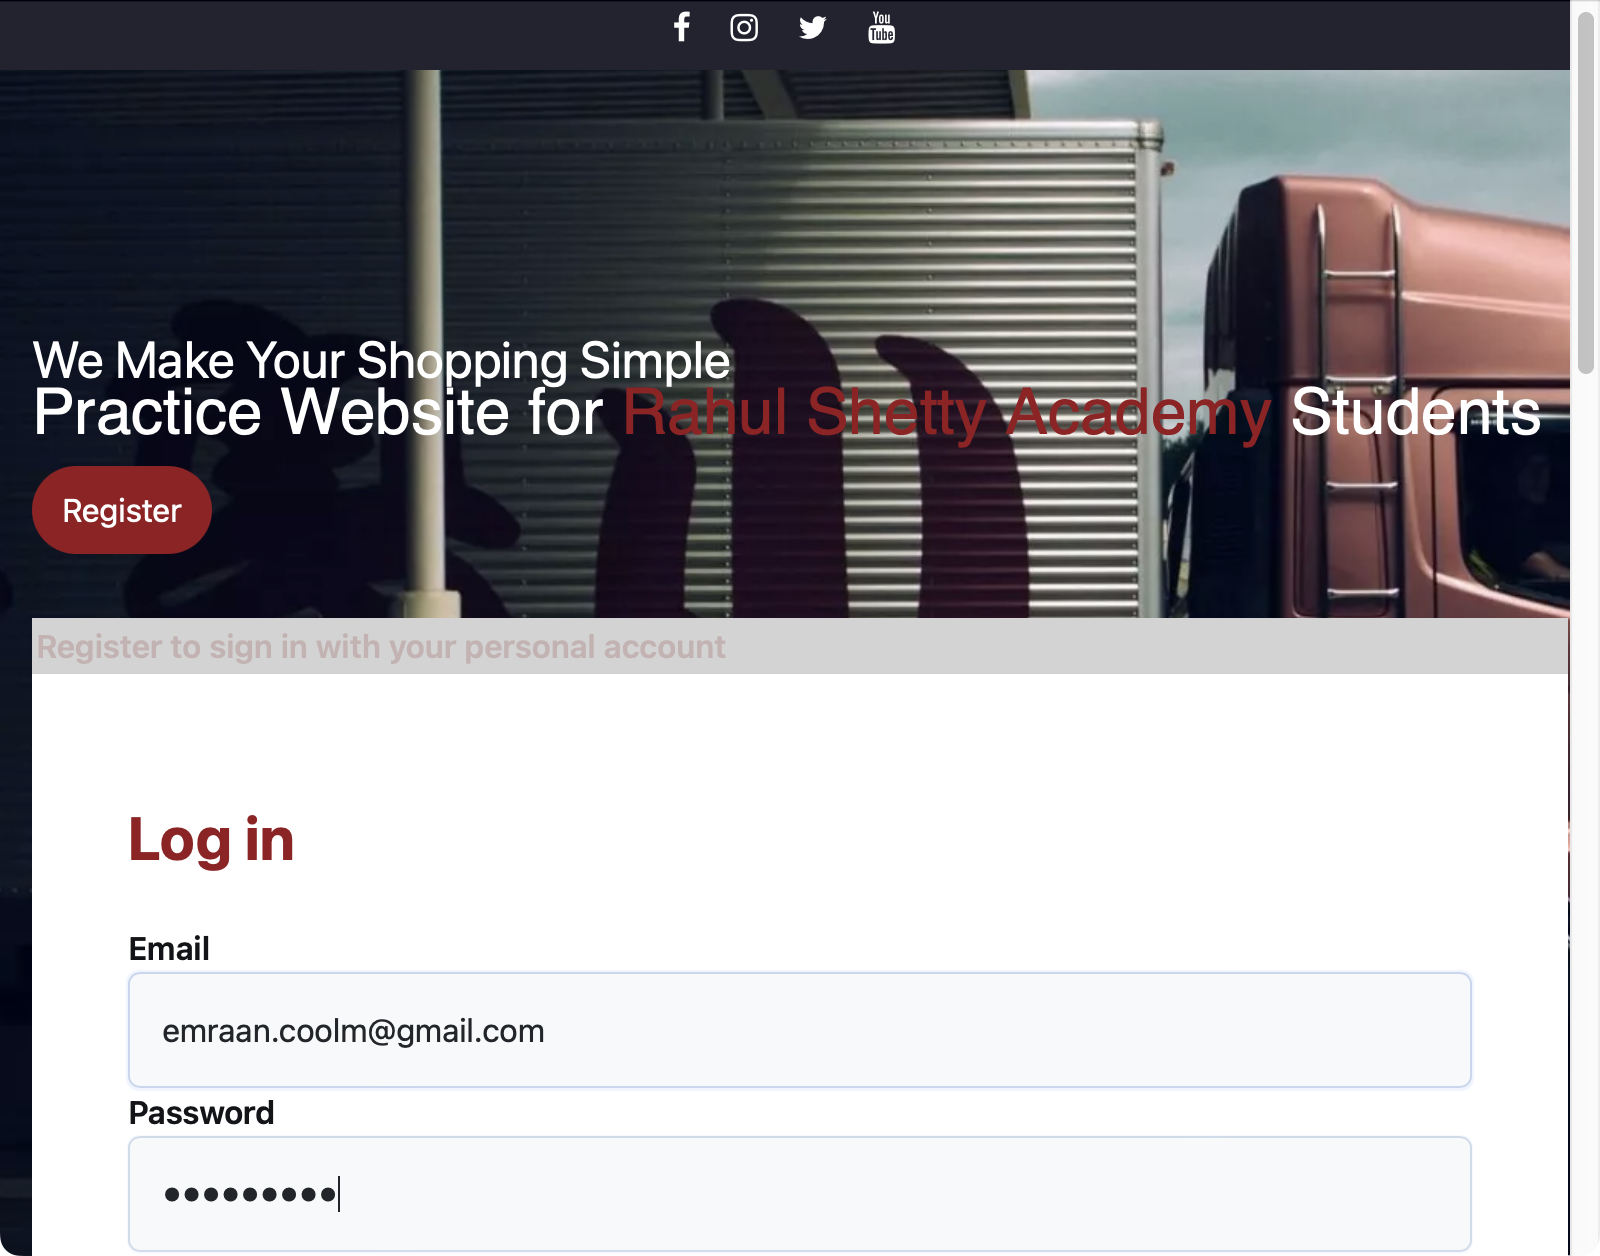 You
Tube
We Make Your Shopping Simple
Practice Website for Rahul Shetty Academy Students
Register
Register to sign in with your personal account
Log in
Email
emraan.coolm@gmail.com
Password
•••••••••